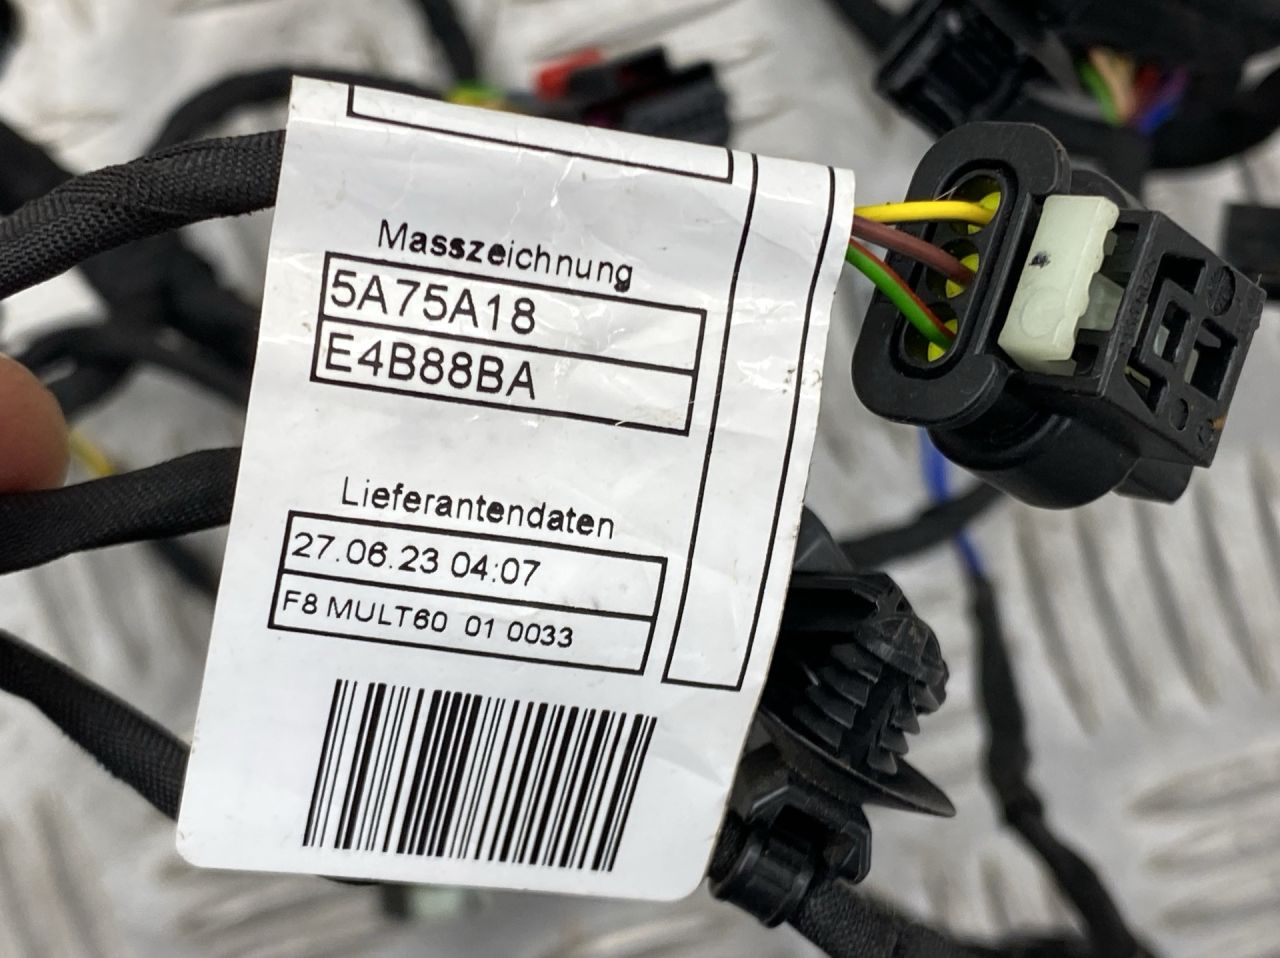 Masszeichnung
5A75A18
E4B88BA
Lieferantendaten
27.06.23 04:07
F8 MULT60 01 0033